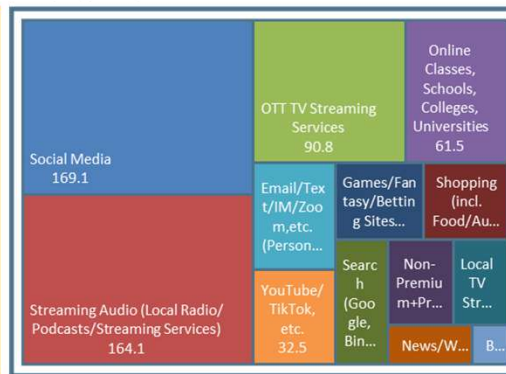 Social Media
169.1
Streaming Audio (Local Radio/
Podcasts/Streaming Services)
164.1
OTT TV Streaming
Services
90.8
Online
Classes,
Schools,
Colleges,
Universities
61.5
Email/Tex
t/IM/Zoo
m,etc.
(Person...
Games/Fan
tasy/Bettin
g Sites...
Shopping
(incl.
Food/Au...
YouTube/
TikTok,
etc.
32.5
Searc
h
(Goo
gle,
Bin...
Non-
Premiu
m+Pr...
Local
TV
Str...
News/W...
B...